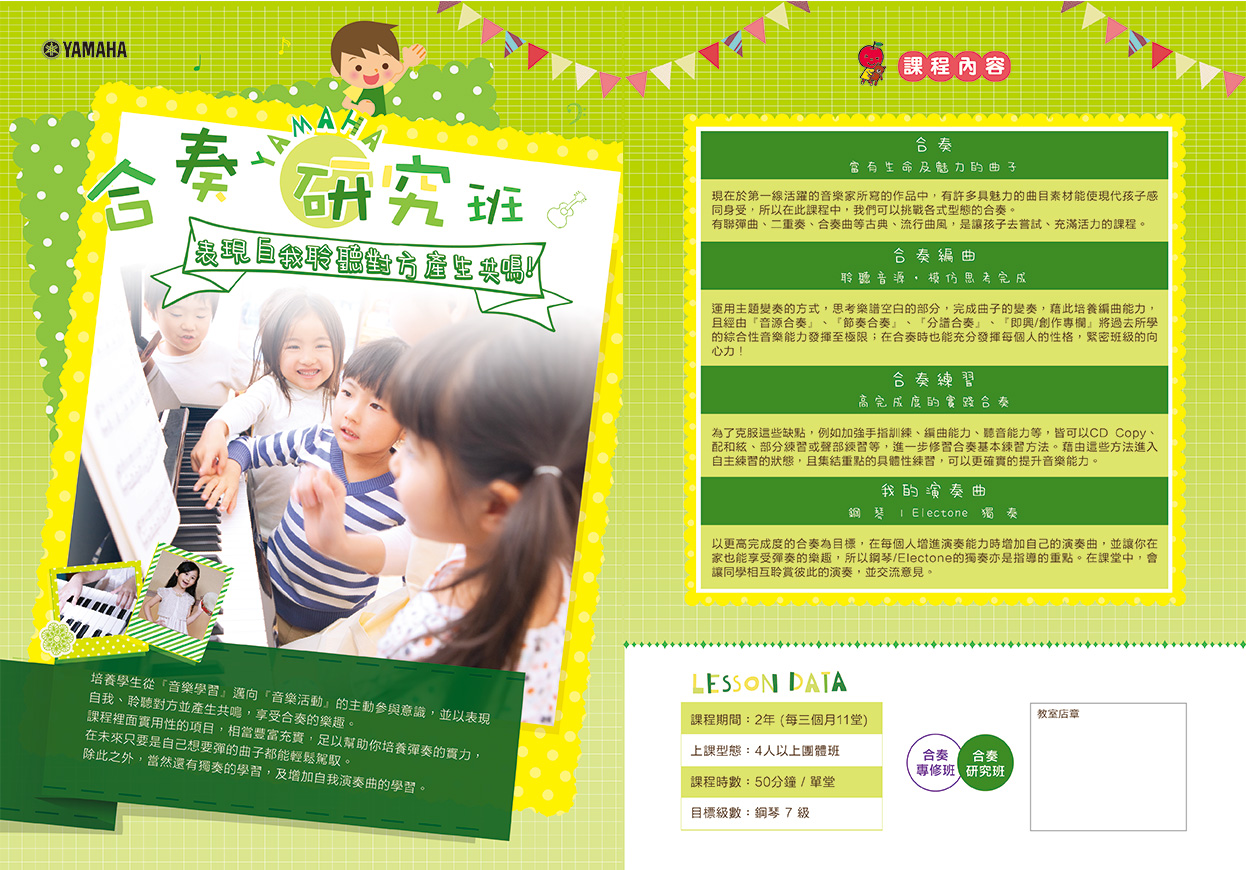 YAMAHA
YAMAHA
合奏研究班
表現自我聆聽對方產生共鳴!
培養學生從『音樂學習』邁向『音樂活動』的主動參與意識，並以表現
自我、聆聽對方並產生共鳴，享受合奏的樂趣。
課程裡面實用性的項目，相當豐富充實，足以幫助你培養彈奏的實力，
在未來只要是自己想要彈的曲子都能輕鬆駕馭。
除此之外，當然還有獨奏的學習，及增加自我演奏曲的學習。
課程內容
合奏
富有生命及魅力的曲子
現在於第一線活躍的音樂家所寫的作品中，有許多具魅力的曲目素材能使現代孩子感
同身受，所以在此課程中，我們可以挑戰各式型態的合奏。
有聯彈曲、二重奏、合奏曲等古典、流行曲風，是讓孩子去嘗試、充滿活力的課程。
合奏編曲
聆聽音源，模仿思考完成
運用主題變奏的方式，思考樂譜空白的部分，完成曲子的變奏，藉此培養編曲能力，
且經由『音源合奏』、『節奏合奏』、『分譜合奏』、『即興/創作專欄』將過去所學
的綜合性音樂能力發揮至極限；在合奏時也能充分發揮每個人的性格，緊密班級的向
心力！
合奏練習
高完成度的實踐合奏
為了克服這些缺點，例如加強手指訓練、編曲能力、聽音能力等，皆可以CD Copy、
配和絃、部分練習或聲部練習等，進一步修習合奏基本練習方法。藉由這些方法進入
自主練習的狀態，且集結重點的具體性練習，可以更確實的提升音樂能力。
我的演奏曲
鋼琴 I Electone 獨奏
以更高完成度的合奏為目標，在每個人增進演奏能力時增加自己的演奏曲，並讓你在
家也能享受彈奏的樂趣，所以鋼琴/Electone的獨奏亦是指導的重點。在課堂中，會
讓同學相互聆賞彼此的演奏，並交流意見。
LESSON DATA
課程期間：2年 (每三個月11堂)
上課型態：4人以上團體班
課程時數：50分鐘 / 單堂
目標級數：鋼琴 7 級
合奏
專修班
合奏
研究班
教室店章